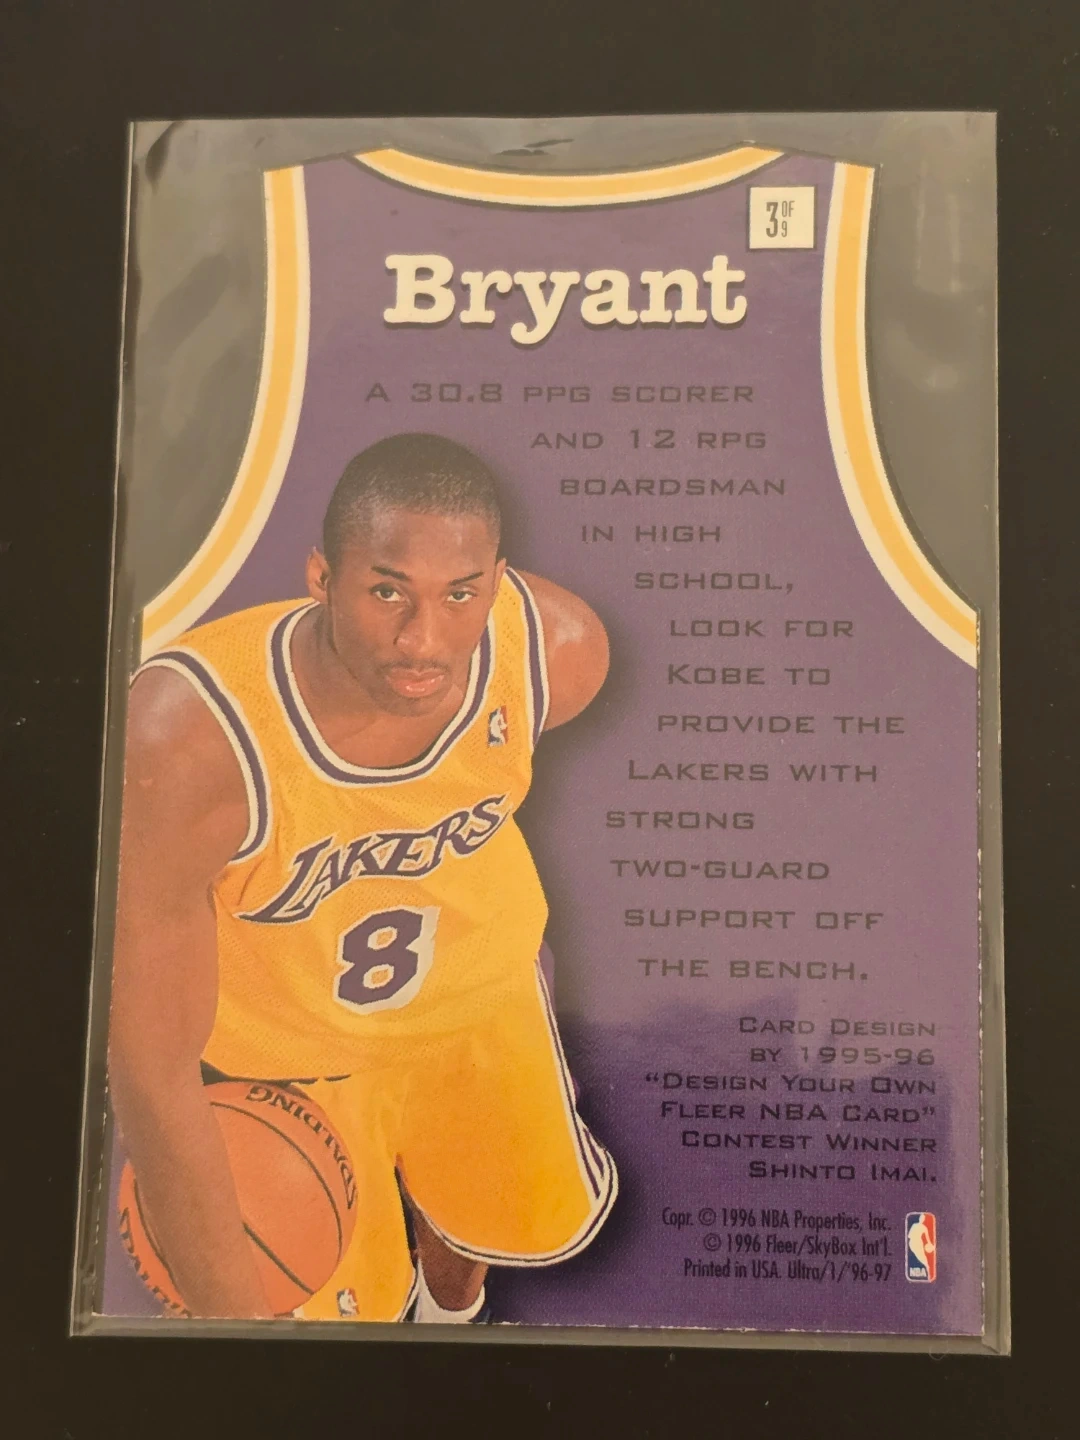 3 OF 9
Bryant
A 30.8 PPG SCORER
AND 12 RPG
BOARDSMAN
IN HIGH
SCHOOL,
LOOK FOR
KOBE TO
PROVIDE THE
LAKERS WITH
STRONG
TWO-GUARD
SUPPORT OFF
THE BENCH.
LAKERS
8
SPALDING
CARD DESIGN
BY 1995-96
"DESIGN YOUR OWN
FLEER NBA CARD"
CONTEST WINNER
SHINTO IMAI.
Copr. © 1996 NBA Properties, Inc.
© 1996 Fleer/SkyBox Int'l.
Printed in USA. Ultra/1/'96-97
NBA